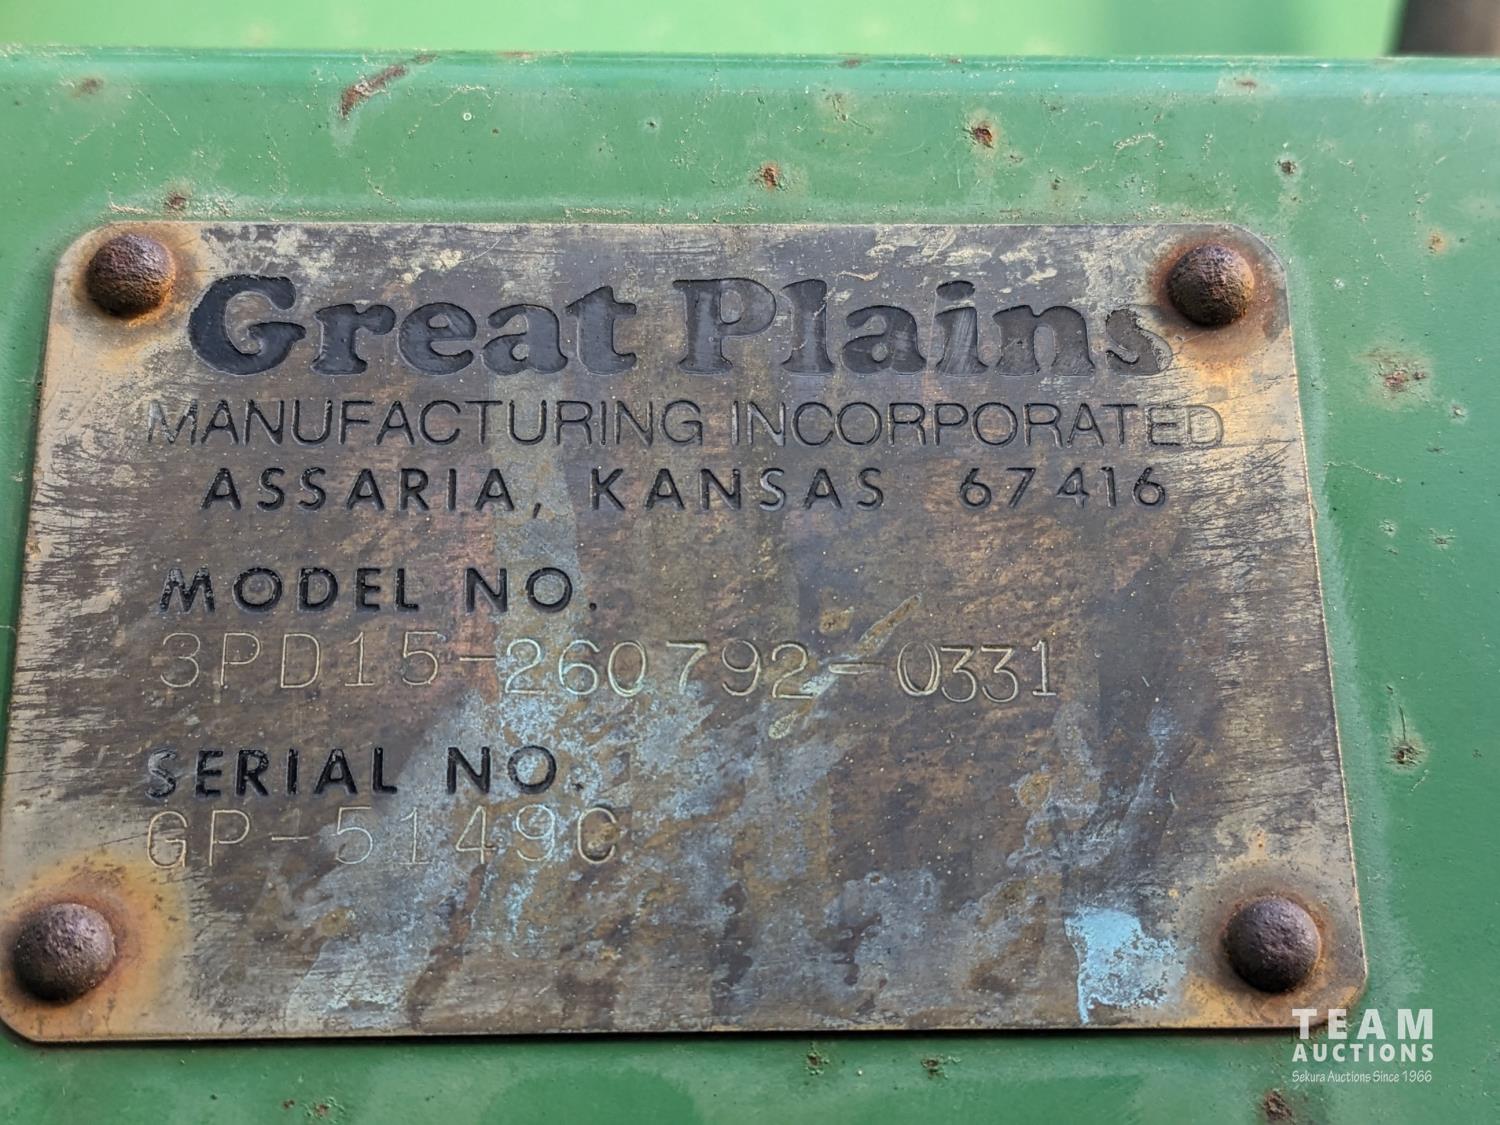 Great Plains
MANUFACTURING INCORPORATED
ASSARIA, KANSAS 67416
MODEL NO.
3PD15-260792-0331
SERIAL NO.
GP-5149C
TEAM
AUCTIONS
Sekura Auctions Since 1966